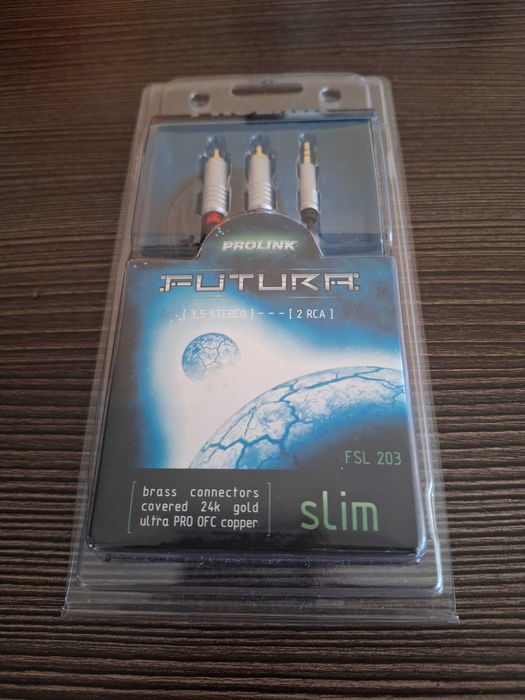 PROLINK
FUTURA
[ 3,5 STEREO ] - - - [ 2 RCA ]
FSL 203
brass connectors
covered 24k gold
ultra PRO OFC copper
slim